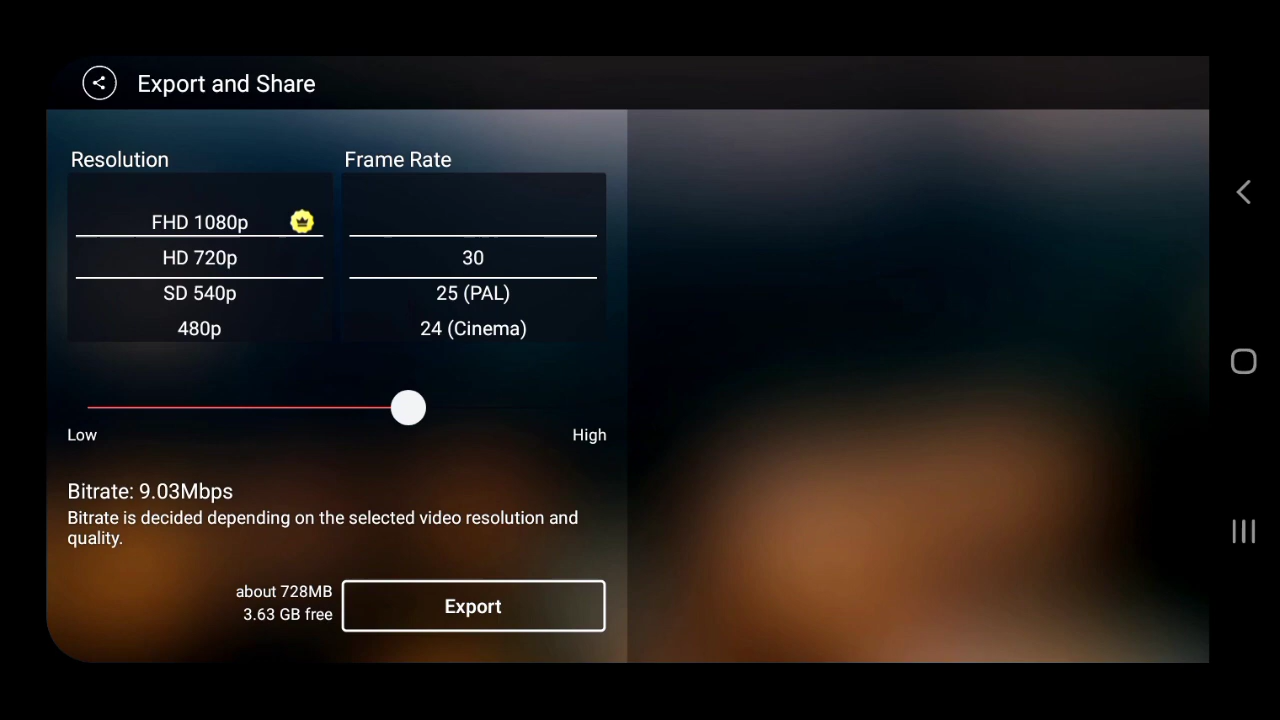 Export and Share
Resolution
Frame Rate
FHD 1080p
HD 720p
SD 540p
480p
30
25 (PAL)
24 (Cinema)
Low
High
Bitrate: 9.03Mbps
Bitrate is decided depending on the selected video resolution and
quality.
about 728MB
3.63 GB free
Export